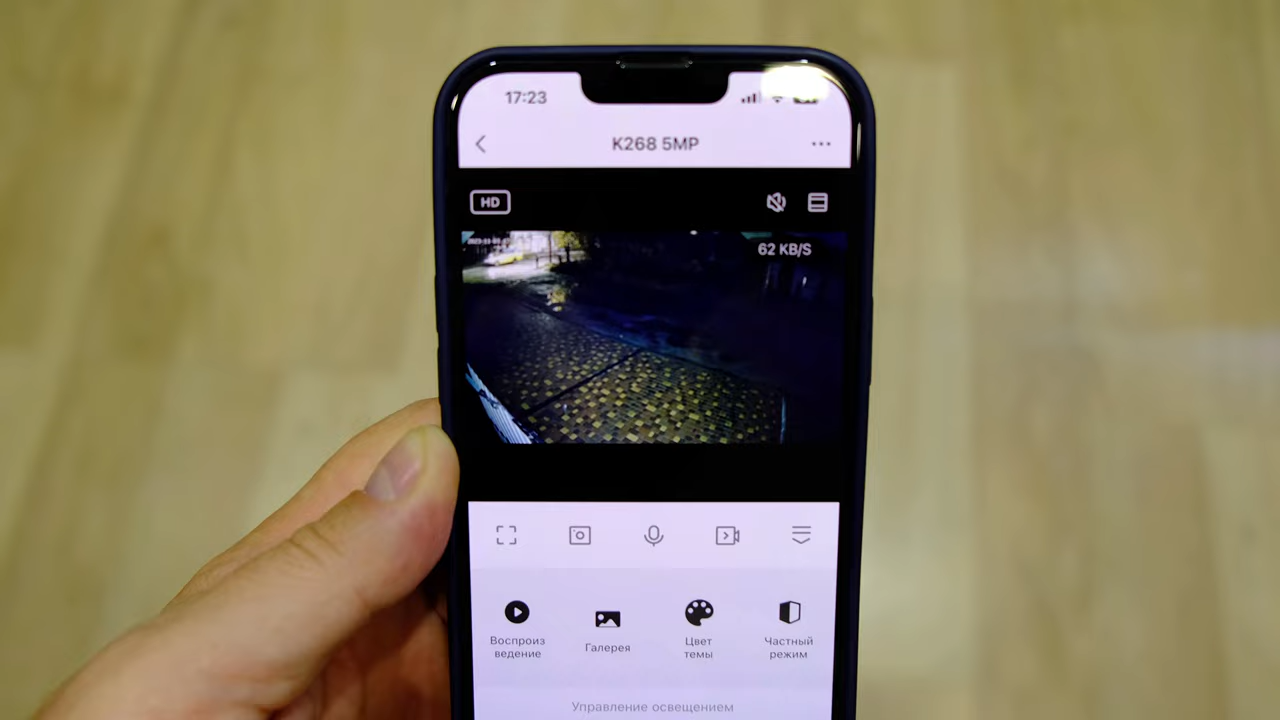 17:23
K268 5MP
HD
62 KB/S
Воспроиз
ведение
Галерея
Цвет
темы
Частный
режим
Управление освещением